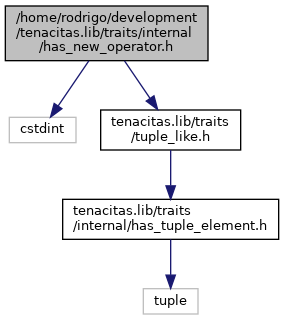 /home/rodrigo/development
/tenacitas.lib/traits/internal
/has_new_operator.h
cstdint
tenacitas.lib/traits
/tuple_like.h
tenacitas.lib/traits
/internal/has_tuple_element.h
tuple